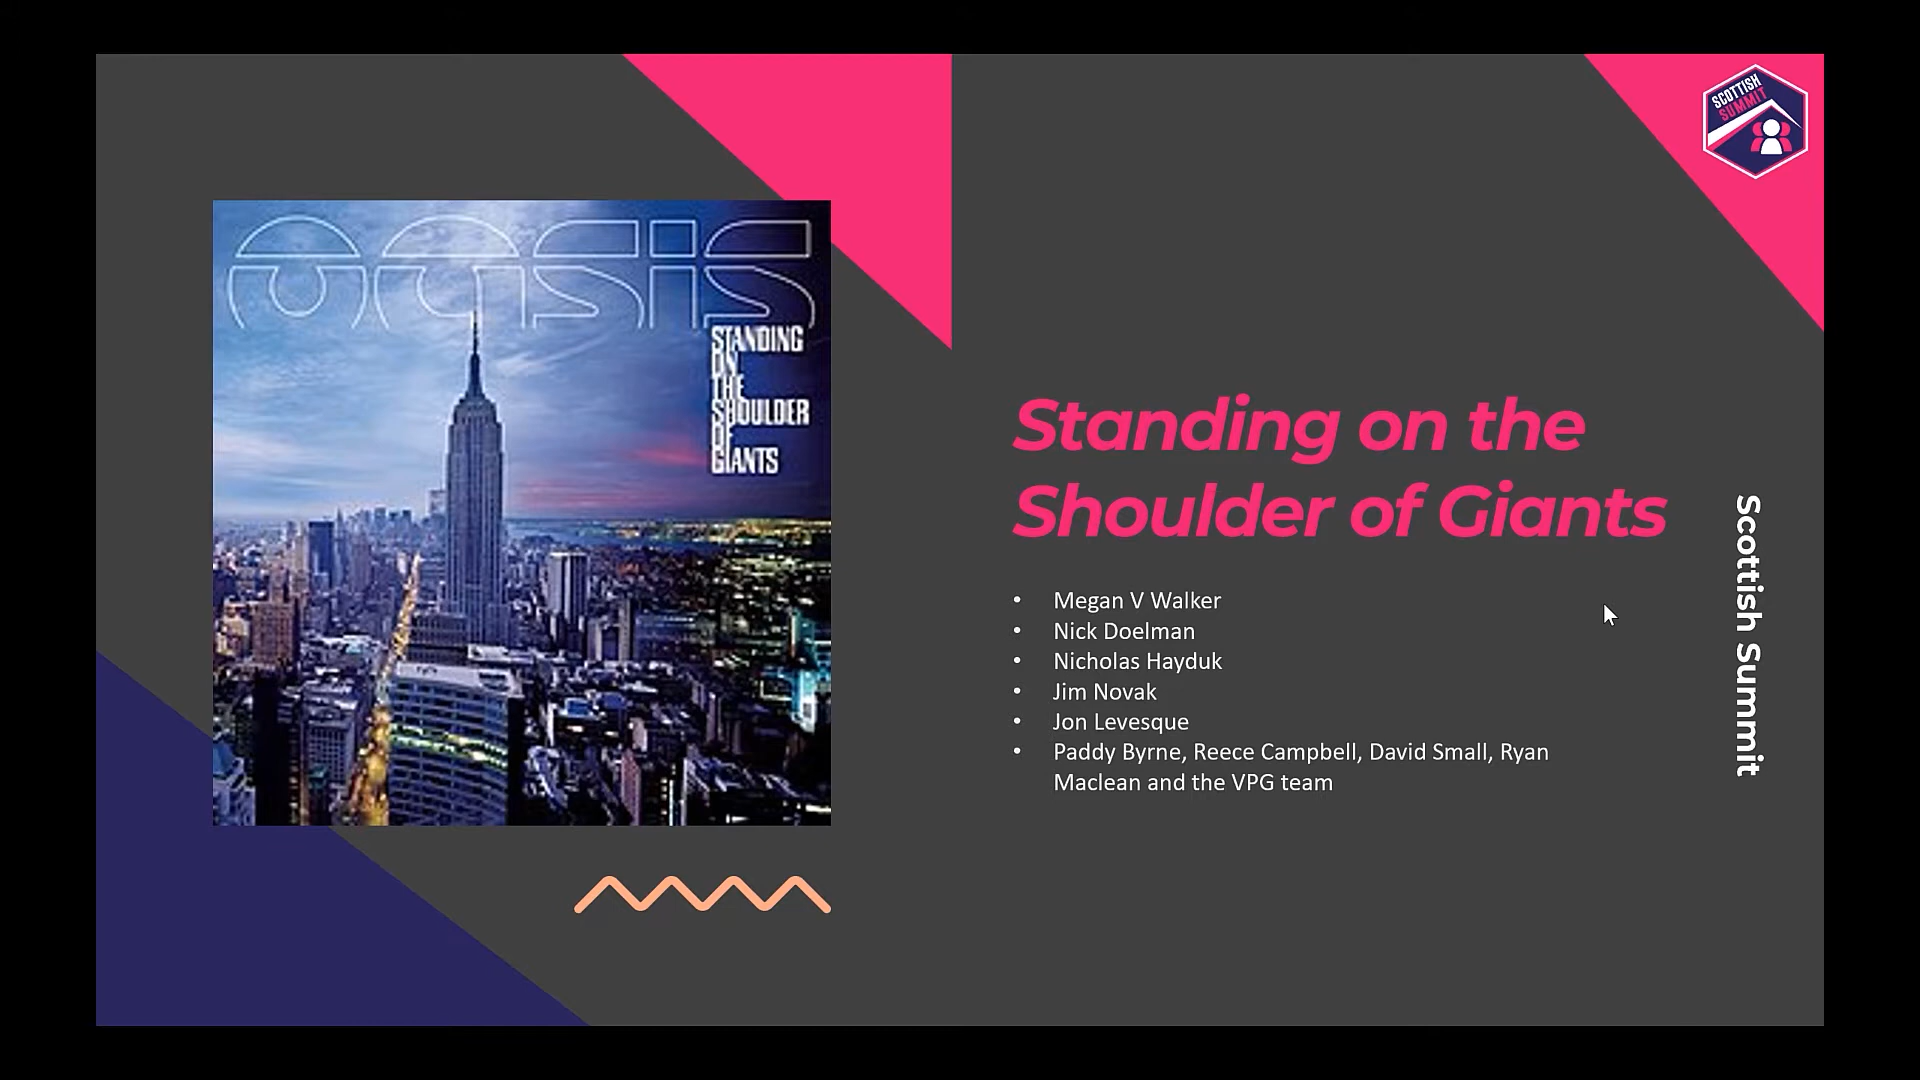 SCOTTISH
SUMMIT
oasis
STANDING
ON
THE
SHOULDER
OF
GIANTS
Standing on the
Shoulder of Giants
• Megan V Walker
• Nick Doelman
• Nicholas Hayduk
• Jim Novak
• Jon Levesque
• Paddy Byrne, Reece Campbell, David Small, Ryan
Maclean and the VPG team
Scottish Summit